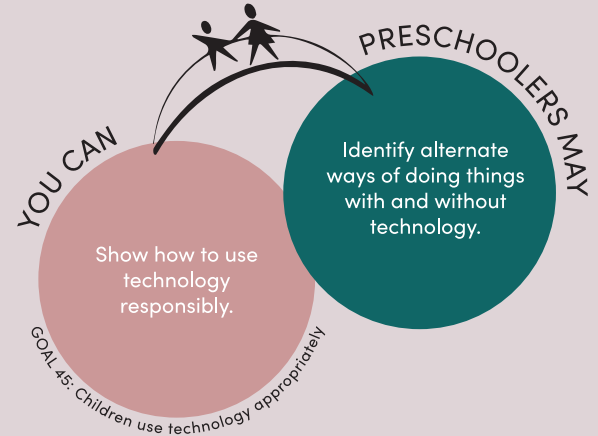 YOU CAN
Show how to use
technology
responsibly.
GOAL 45: Children use technology appropriately
PRESCHOOLERS MAY
Identify alternate
ways of doing things
with and without
technology.